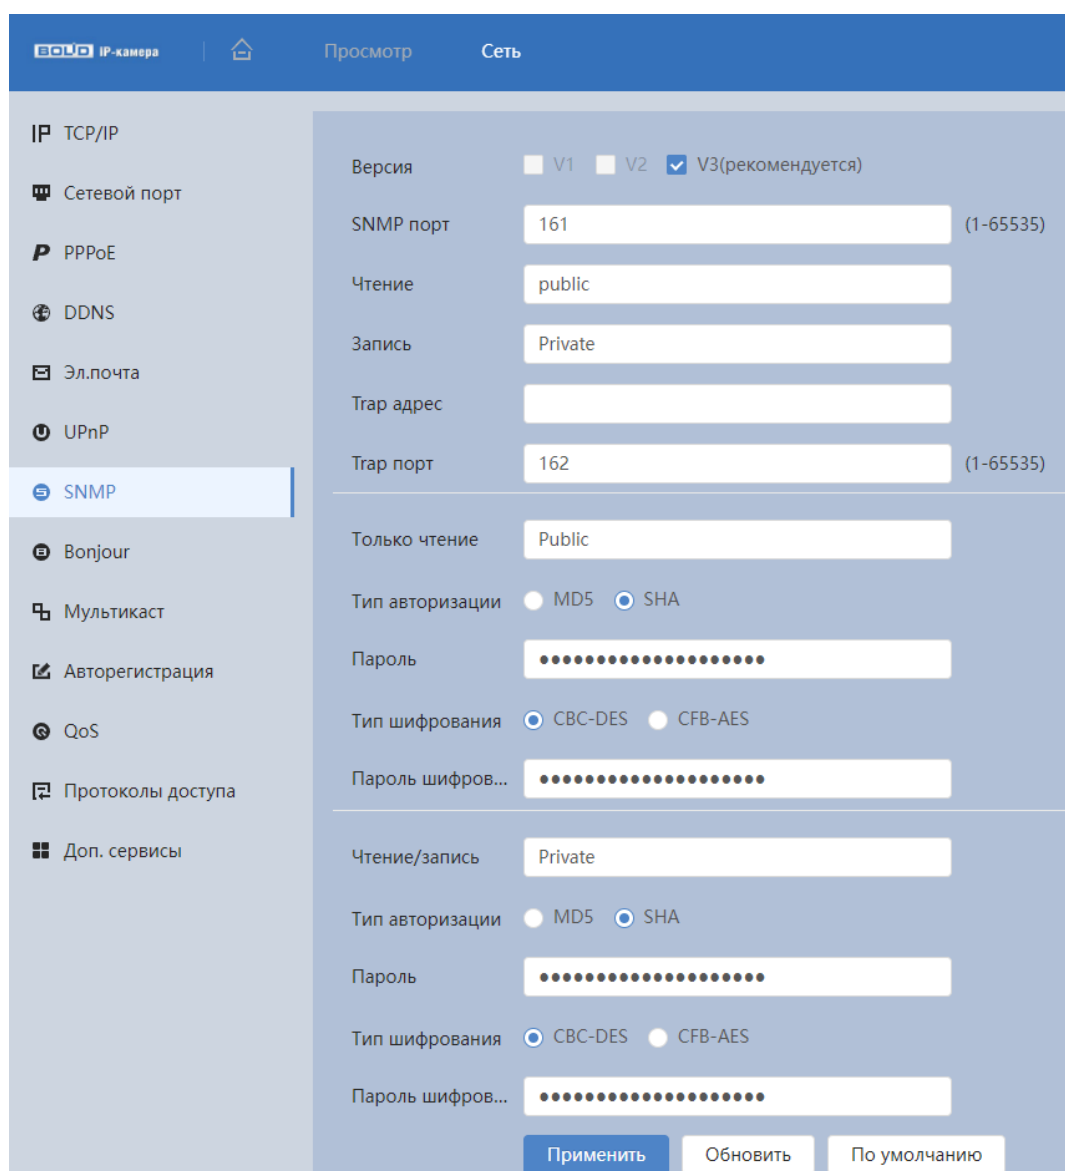 BOLID IP-камера
Просмотр
Сеть
TCP/IP
Сетевой порт
PPPoE
DDNS
Эл.почта
UPnP
SNMP
Bonjour
Мультикаст
Авторегистрация
QoS
Протоколы доступа
Доп. сервисы
Версия V1 V2 V3(рекомендуется)
SNMP порт 161 (1-65535)
Чтение public
Запись Private
Trap адрес
Trap порт 162 (1-65535)
Только чтение Public
Тип авторизации MD5 SHA
Пароль ●●●●●●●●●●●●●●●●●●●●
Тип шифрования CBC-DES CFB-AES
Пароль шифров... ●●●●●●●●●●●●●●●●●●●●
Чтение/запись Private
Тип авторизации MD5 SHA
Пароль ●●●●●●●●●●●●●●●●●●●●
Тип шифрования CBC-DES CFB-AES
Пароль шифров... ●●●●●●●●●●●●●●●●●●●●
Применить Обновить По умолчанию